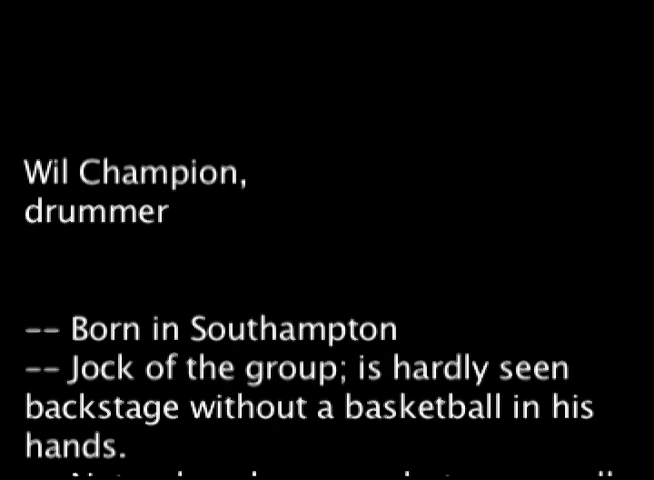 Wil Champion,
drummer
-- Born in Southampton
-- Jock of the group; is hardly seen
backstage without a basketball in his
hands.